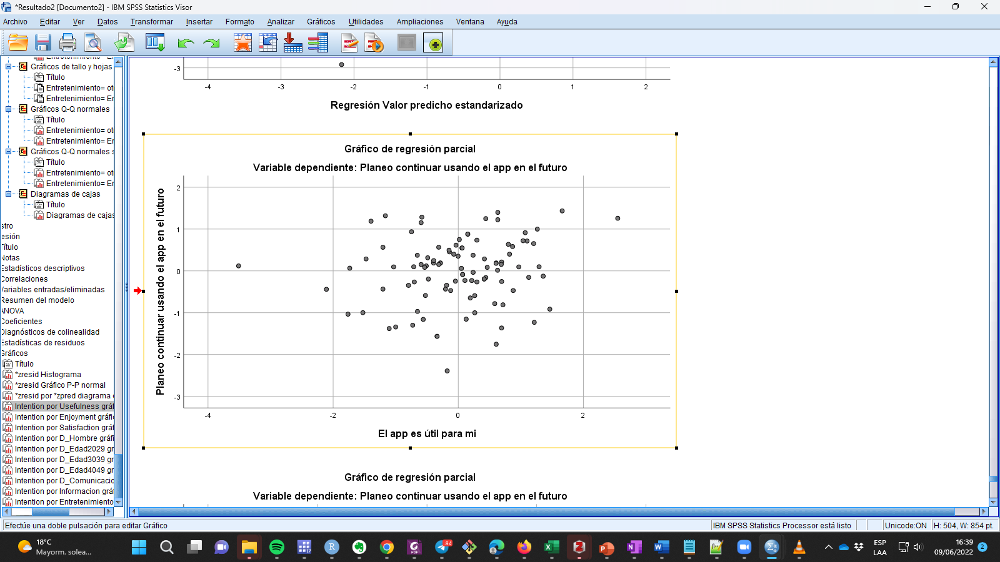 *Resultado2 [Documento2] - IBM SPSS Statistics Visor
Archivo Editar Ver Datos Transformar Insertar Formato Analizar Gráficos Utilidades Ampliaciones Ventana Ayuda
Gráficos de tallo y hojas
Título
Entretenimiento= ot
Entretenimiento= Er
Gráficos Q-Q normales
Título
Entretenimiento= ot
Entretenimiento= Er
Gráficos Q-Q normales s
Título
Entretenimiento= ot
Entretenimiento= Er
Diagramas de cajas
Título
Diagramas de cajas
stro
esión
Título
Notas
Estadísticos descriptivos
Correlaciones
Variables entradas/eliminadas
Resumen del modelo
ANOVA
Coeficientes
Diagnósticos de colinealidad
Estadísticas de residuos
Gráficos
Título
*zresid Histograma
*zresid Gráfico P-P normal
*zresid por *zpred diagrama
Intention por Usefulness gráf
Intention por Enjoyment gráfi
Intention por Satisfaction gráf
Intention por D_Hombre gráfi
Intention por D_Edad2029 gr
Intention por D_Edad3039 gr
Intention por D_Edad4049 gr
Intention por D_Comunicacio
Intention por Informacion grá
Intention por Entretenimiento
-3
-4 -3 -2 -1 0 1 2
Regresión Valor predicho estandarizado
Gráfico de regresión parcial
Variable dependiente: Planeo continuar usando el app en el futuro
Planeo continuar usando el app en el futuro
2
1
0
-1
-2
-3
-4 -2 0 2
El app es útil para mi
Gráfico de regresión parcial
Variable dependiente: Planeo continuar usando el app en el futuro
Efectúe una doble pulsación para editar Gráfico
IBM SPSS Statistics Processor está listo
Unicode:ON
H: 504, W: 854 pt.
18°C
Mayorm. solea...
17
R
PDF
94
ESP
LAA
16:39
09/06/2022
2